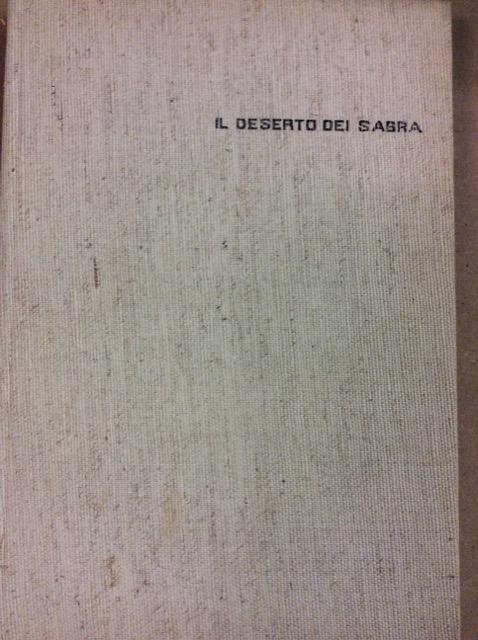 IL DESERTO DEI SABRA